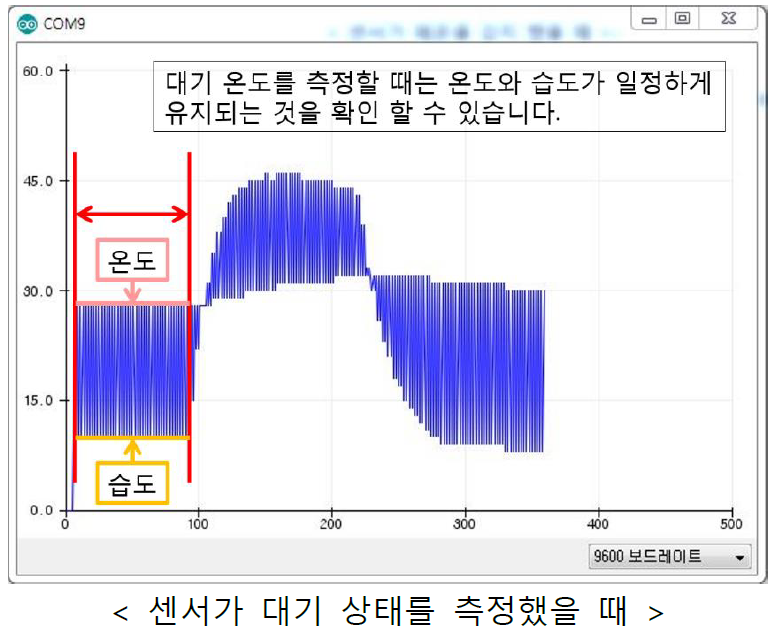 COM9
60.0
대기 온도를 측정할 때는 온도와 습도가 일정하게
유지되는 것을 확인 할 수 있습니다.
45.0
온도
30.0
15.0
습도
0.0
0 100 200 300 400 500
9600 보드레이트
< 센서가 대기 상태를 측정했을 때 >